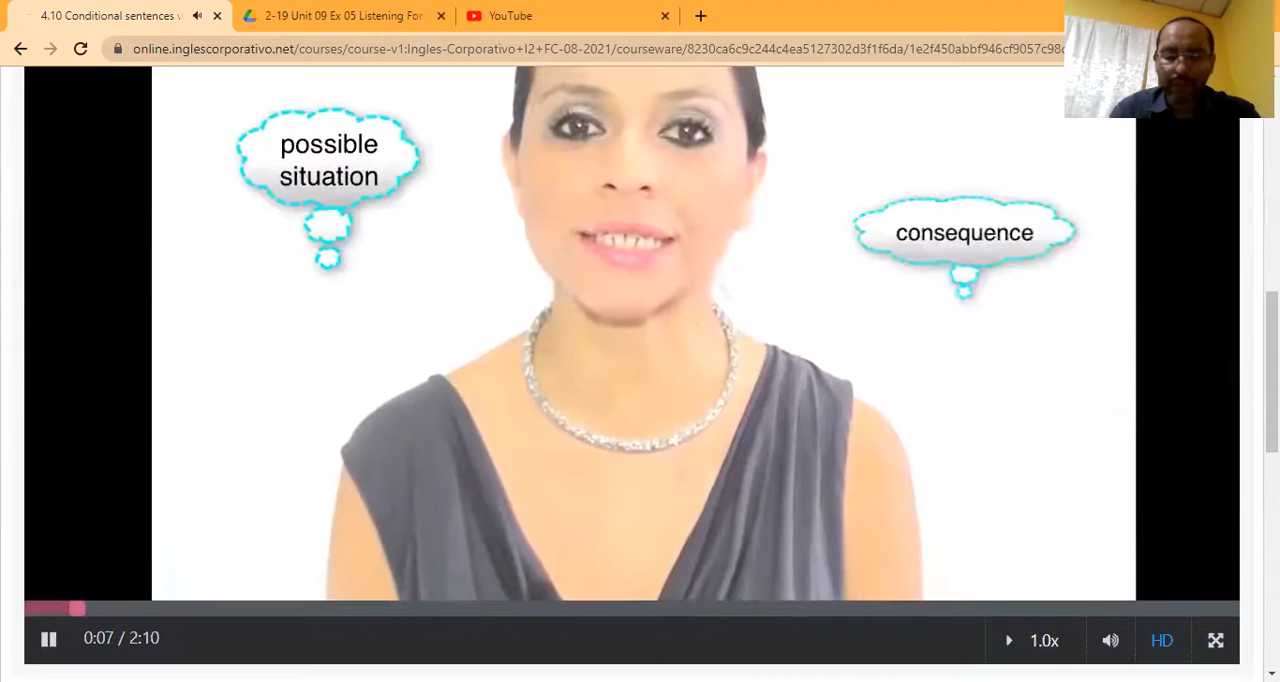 4.10 Conditional sentences
2-19 Unit 09 Ex 05 Listening For
YouTube
online.inglescorporativo.net/courses/course-v1:Ingles-Corporativo+I2+FC-08-2021/courseware/8230ca6c9c244c4ea5127302d3f1f6da/1e2f450abbf946cf9057c98
possible
situation
consequence
0:07 / 2:10
1.0x
HD